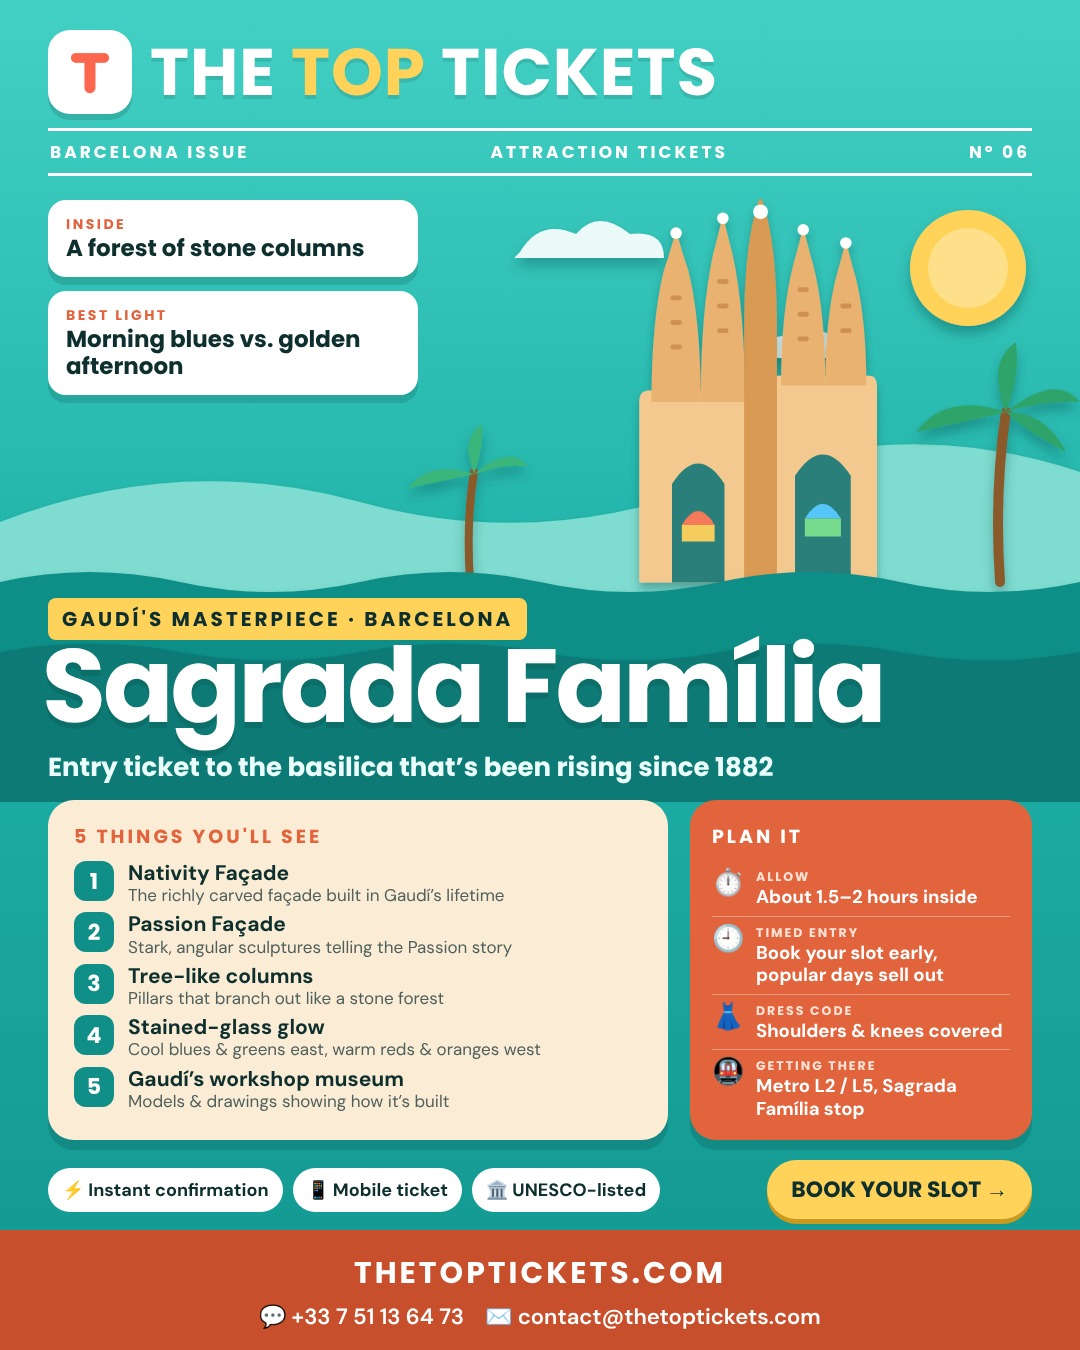 T
THE TOP TICKETS
BARCELONA ISSUE
ATTRACTION TICKETS
Nº 06
INSIDE
A forest of stone columns
BEST LIGHT
Morning blues vs. golden
afternoon
GAUDÍ'S MASTERPIECE · BARCELONA
Sagrada Família
Entry ticket to the basilica that’s been rising since 1882
5 THINGS YOU'LL SEE
1
Nativity Façade
The richly carved façade built in Gaudí’s lifetime
2
Passion Façade
Stark, angular sculptures telling the Passion story
3
Tree-like columns
Pillars that branch out like a stone forest
4
Stained-glass glow
Cool blues & greens east, warm reds & oranges west
5
Gaudí’s workshop museum
Models & drawings showing how it’s built
PLAN IT
ALLOW
About 1.5–2 hours inside
TIMED ENTRY
Book your slot early,
popular days sell out
DRESS CODE
Shoulders & knees covered
GETTING THERE
Metro L2 / L5, Sagrada
Família stop
⚡ Instant confirmation
📱 Mobile ticket
🏛️ UNESCO-listed
BOOK YOUR SLOT →
THETOPTICKETS.COM
💬 +33 7 51 13 64 73 ✉️ contact@thetoptickets.com